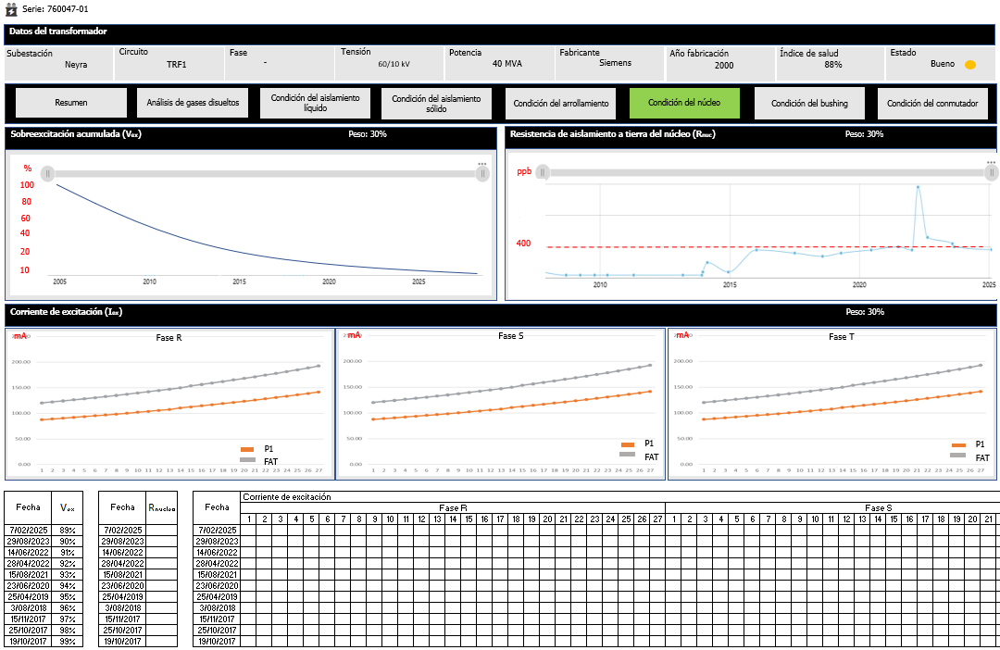 Serie: 760047-01
Datos del transformador
Subestación Circuito Fase Tensión Potencia Fabricante Año fabricación Índice de salud Estado
Neyra TRF1 - 60/10 kV 40 MVA Siemens 2000 88% Bueno
Resumen
Análisis de gases disueltos
Condición del aislamiento
líquido
Condición del aislamiento
sólido
Condición del arrollamiento
Condición del núcleo
Condición del bushing
Condición del conmutador
Sobreexcitación acumulada (Vex) Peso: 30%
Resistencia de aislamiento a tierra del núcleo (Rnuc) Peso: 30%
%
100
80
60
40
20
10
2005 2010 2015 2020 2025
ppb
400
2010 2015 2020 2025
Corriente de excitación (Iex) Peso: 30%
mA
Fase R
200.00
150.00
100.00
50.00
0.00
1 2 3 4 5 6 7 8 9 10 11 12 13 14 15 16 17 18 19 20 21 22 23 24 25 26 27
P1
FAT
mA
Fase S
200.00
150.00
100.00
50.00
0.00
1 2 3 4 5 6 7 8 9 10 11 12 13 14 15 16 17 18 19 20 21 22 23 24 25 26 27
P1
FAT
mA
Fase T
200.00
150.00
100.00
50.00
0.00
1 2 3 4 5 6 7 8 9 10 11 12 13 14 15 16 17 18 19 20 21 22 23 24 25 26 27
P1
FAT
Fecha Vex
7/02/2025 89%
29/08/2023 90%
14/06/2022 91%
28/04/2022 92%
15/08/2021 93%
23/06/2020 94%
25/04/2019 95%
3/08/2018 96%
15/11/2017 97%
25/10/2017 98%
19/10/2017 99%
Fecha Rnucleo
7/02/2025
29/08/2023
14/06/2022
28/04/2022
15/08/2021
23/06/2020
25/04/2019
3/08/2018
15/11/2017
25/10/2017
19/10/2017
Corriente de excitación
Fecha Fase R Fase S
1 2 3 4 5 6 7 8 9 10 11 12 13 14 15 16 17 18 19 20 21 22 23 24 25 26 27 1 2 3 4 5 6 7 8 9 10 11 12 13 14 15 16 17 18 19 20 21
7/02/2025
29/08/2023
14/06/2022
28/04/2022
15/08/2021
23/06/2020
25/04/2019
3/08/2018
15/11/2017
25/10/2017
19/10/2017